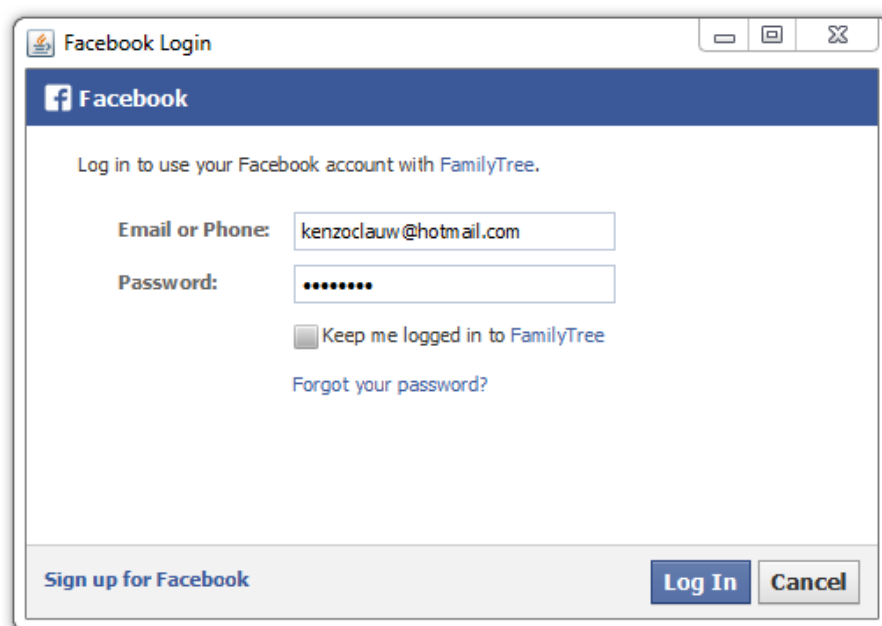 Facebook Login
Facebook
Log in to use your Facebook account with FamilyTree.
Email or Phone: kenzoclauw@hotmail.com
Password: ••••••••
Keep me logged in to FamilyTree
Forgot your password?
Sign up for Facebook Log In Cancel